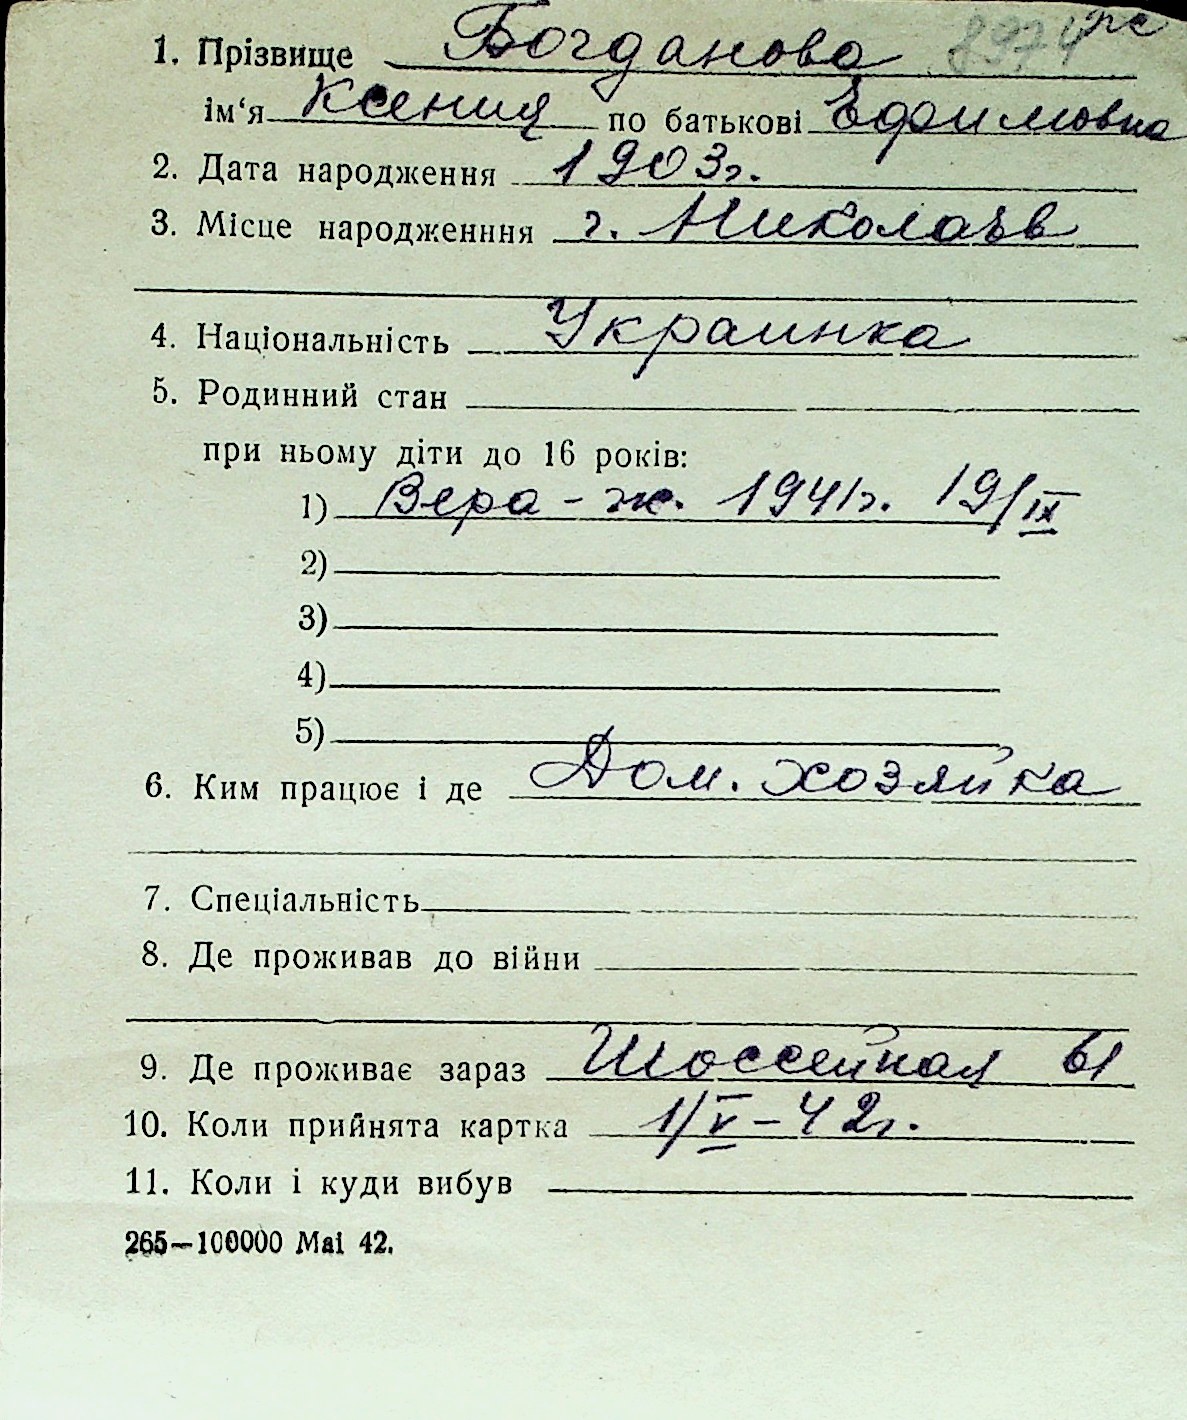 1. Прізвище Богданова 8974 ж
ім‘я Ксения по батькові Ефимовна
2. Дата народження 1903г.
3. Місце народженння г. Николаев
4. Національність Украинка
5. Родинний стан
при ньому діти до 16 років:
1) Вера - ж. 1941г. 19/IX
2)
3)
4)
5)
6. Ким працює і де Дом. хозяйка
7. Спеціальність
8. Де проживав до війни
9. Де проживає зараз Шоссейная 61
10. Коли прийнята картка 1/V-42г.
11. Коли і куди вибув
265—100000 Mai 42.